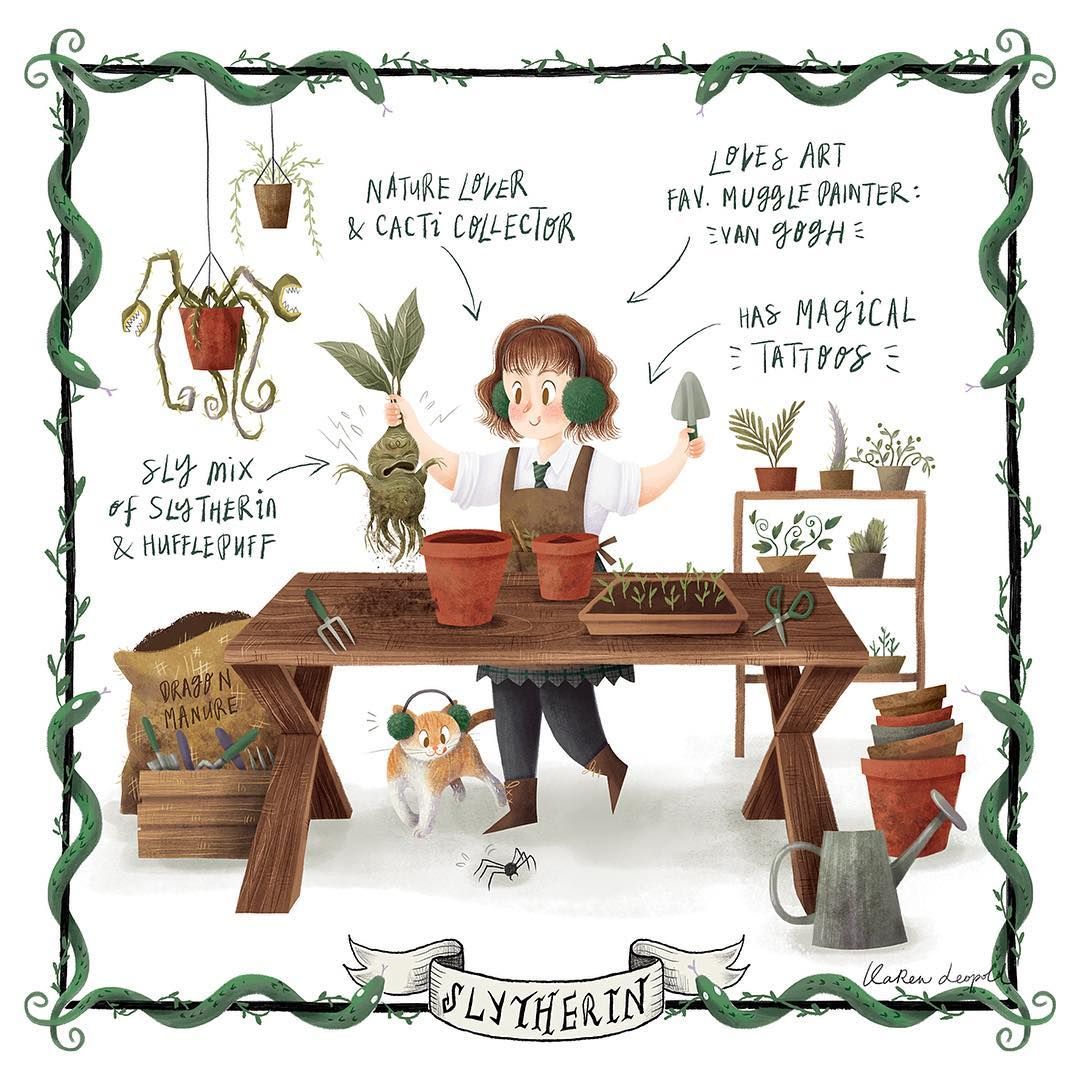 NATURE LOVER
& CACTI COLLECTOR
LOVES ART
FAV. MUGGLE PAINTER:
VAN GOGH
HAS MAGICAL
TATTOOS
SLY MIX
OF SLYTHERIN
& HUFFLEPUFF
DRAGON
MANURE
SLYTHERIN
Karen Leopold